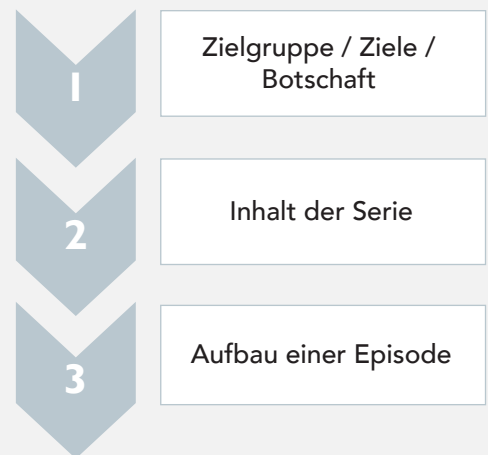 1
Zielgruppe / Ziele /
Botschaft
2
Inhalt der Serie
3
Aufbau einer Episode